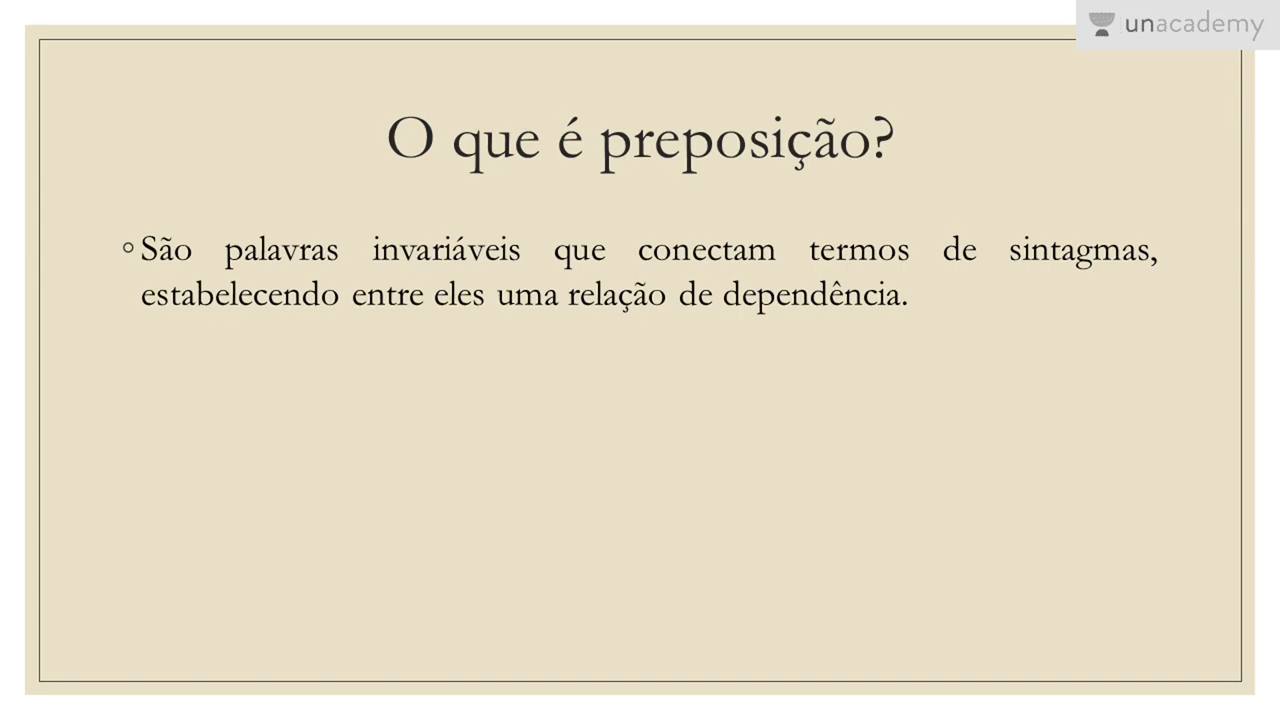 unacademy
O que é preposição?
◦ São palavras invariáveis que conectam termos de sintagmas,
estabelecendo entre eles uma relação de dependência.